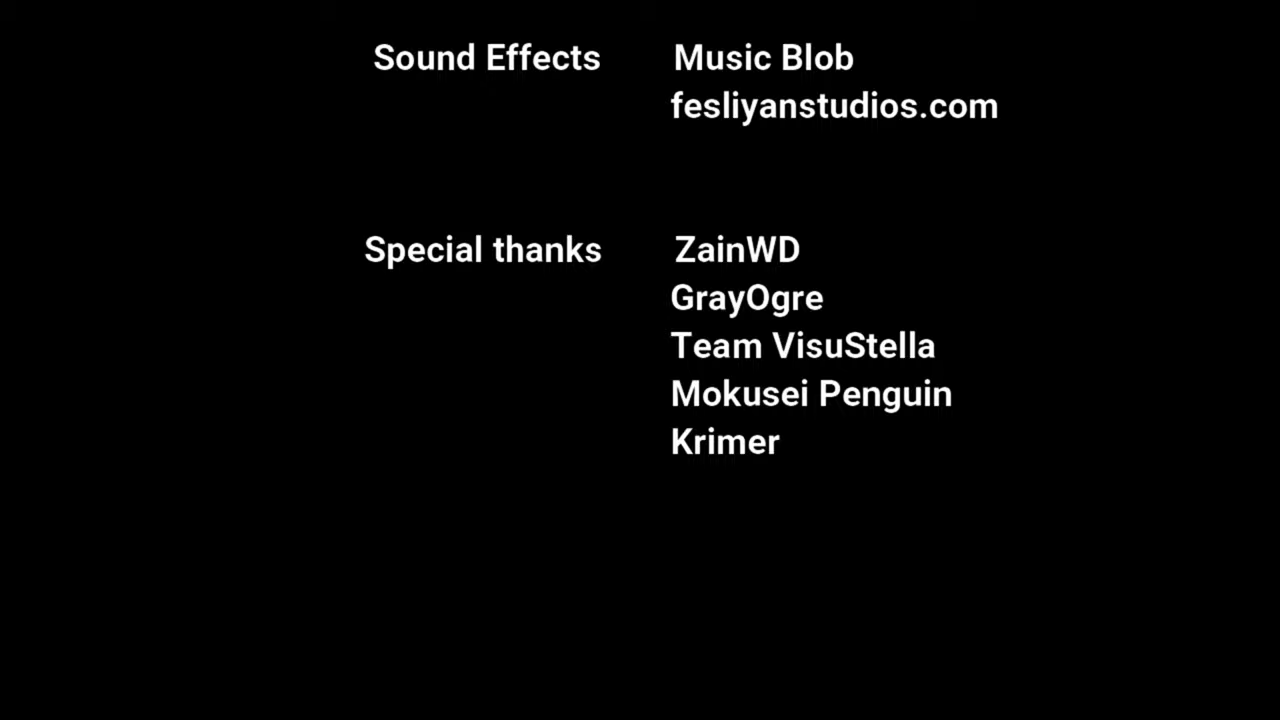 Sound Effects Music Blob
fesliyanstudios.com
Special thanks ZainWD
GrayOgre
Team VisuStella
Mokusei Penguin
Krimer